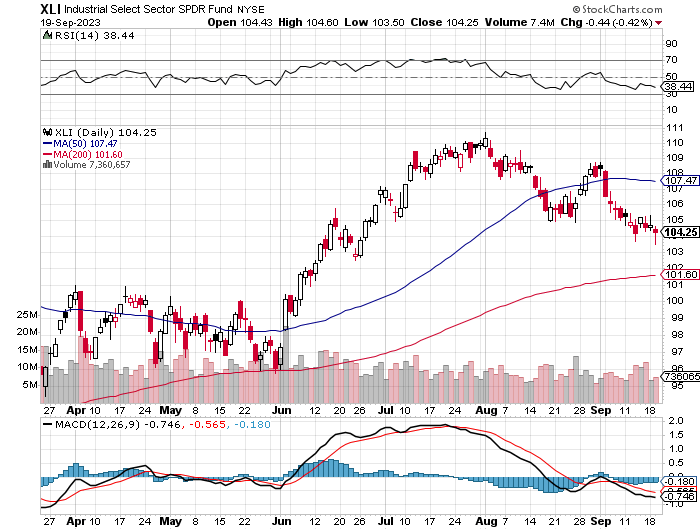 XLI Industrial Select Sector SPDR Fund NYSE
© StockCharts.com
19-Sep-2023
Open 104.43 High 104.60 Low 103.50 Close 104.25 Volume 7.4M Chg -0.44 (-0.42%)
RSI(14) 38.44
90
70
50
38.44
30
10
XLI (Daily) 104.25
MA(50) 107.47
MA(200) 101.60
Volume 7,360,657
111
110
109
108
107.47
107
106
105
104.25
103
102
101.60
101
100
99
98
97
96
95
25M
20M
15M
10M
5M
7360657
27 Apr 10 17 24 May 8 15 22 Jun 12 20 26 Jul 10 17 24 Aug 7 14 21 28 Sep 11 18
MACD(12,26,9) -0.746, -0.565, -0.180
2.0
1.5
1.0
0.5
0.0
-0.180
-0.565
-0.746
-1.0
27 Apr 10 17 24 May 8 15 22 Jun 12 20 26 Jul 10 17 24 Aug 7 14 21 28 Sep 11 18